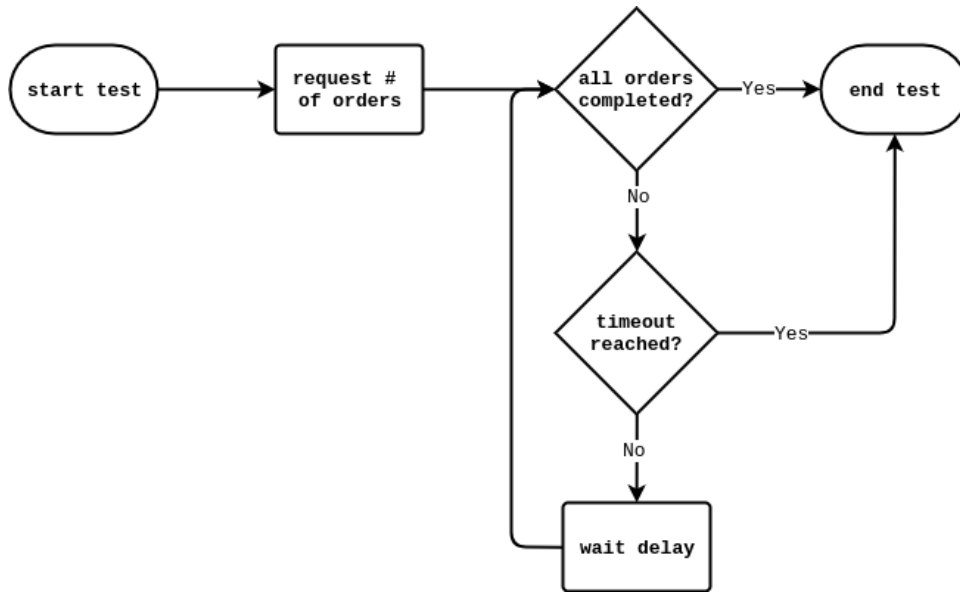 start test
request #
of orders
all orders
completed?
Yes
end test
No
timeout
reached?
Yes
No
wait delay